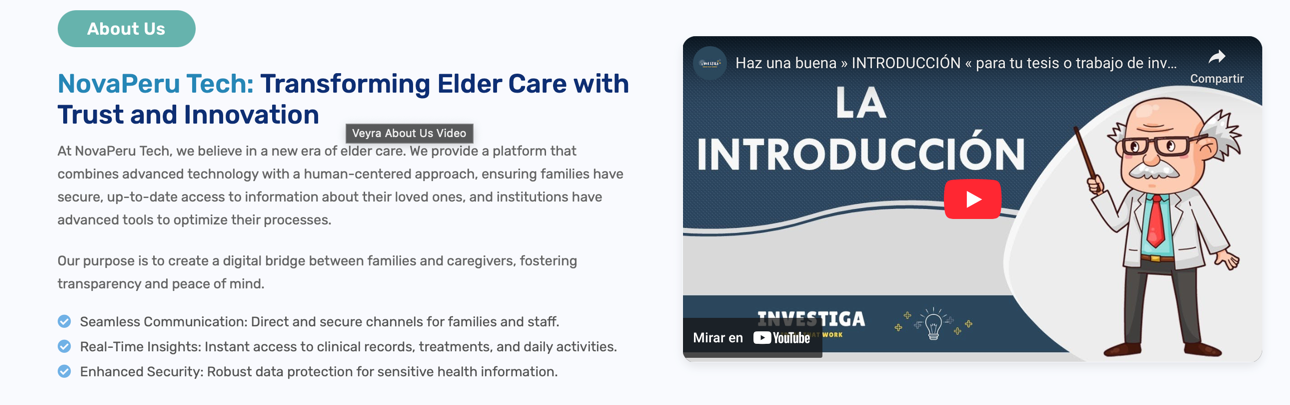 About Us
NovaPeru Tech: Transforming Elder Care with
Trust and Innovation
Veyra About Us Video
At NovaPeru Tech, we believe in a new era of elder care. We provide a platform that
combines advanced technology with a human-centered approach, ensuring families have
secure, up-to-date access to information about their loved ones, and institutions have
advanced tools to optimize their processes.
Our purpose is to create a digital bridge between families and caregivers, fostering
transparency and peace of mind.
Seamless Communication: Direct and secure channels for families and staff.
Real-Time Insights: Instant access to clinical records, treatments, and daily activities.
Enhanced Security: Robust data protection for sensitive health information.
Haz una buena » INTRODUCCIÓN « para tu tesis o trabajo de inv...
Compartir
LA
INTRODUCCIÓN
INVESTIGA
WORK
Mirar en YouTube